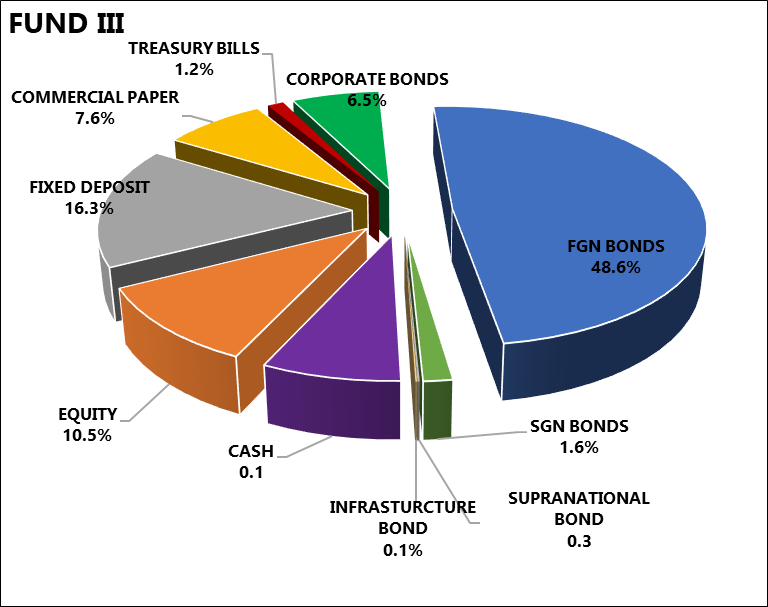 FUND III
TREASURY BILLS
1.2%
CORPORATE BONDS
6.5%
COMMERCIAL PAPER
7.6%
FIXED DEPOSIT
16.3%
FGN BONDS
48.6%
EQUITY
10.5%
CASH
0.1
SGN BONDS
1.6%
INFRASTURCTURE
BOND
0.1%
SUPRANATIONAL
BOND
0.3